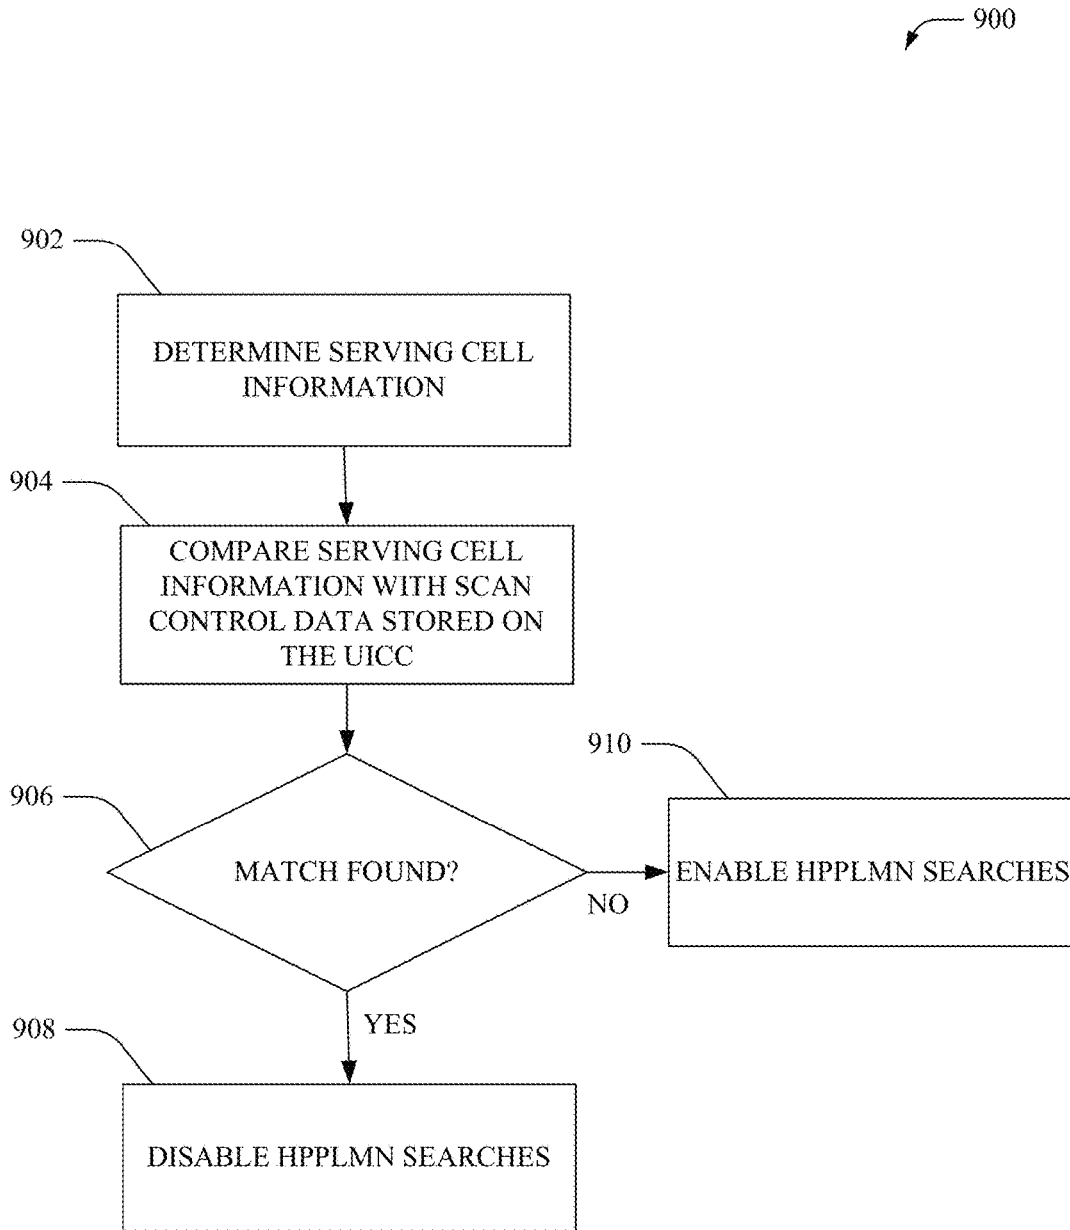 900
902
DETERMINE SERVING CELL
INFORMATION
904
COMPARE SERVING CELL
INFORMATION WITH SCAN
CONTROL DATA STORED ON
THE UICC
906
MATCH FOUND?
NO
910
ENABLE HPPLMN SEARCHES
YES
908
DISABLE HPPLMN SEARCHES